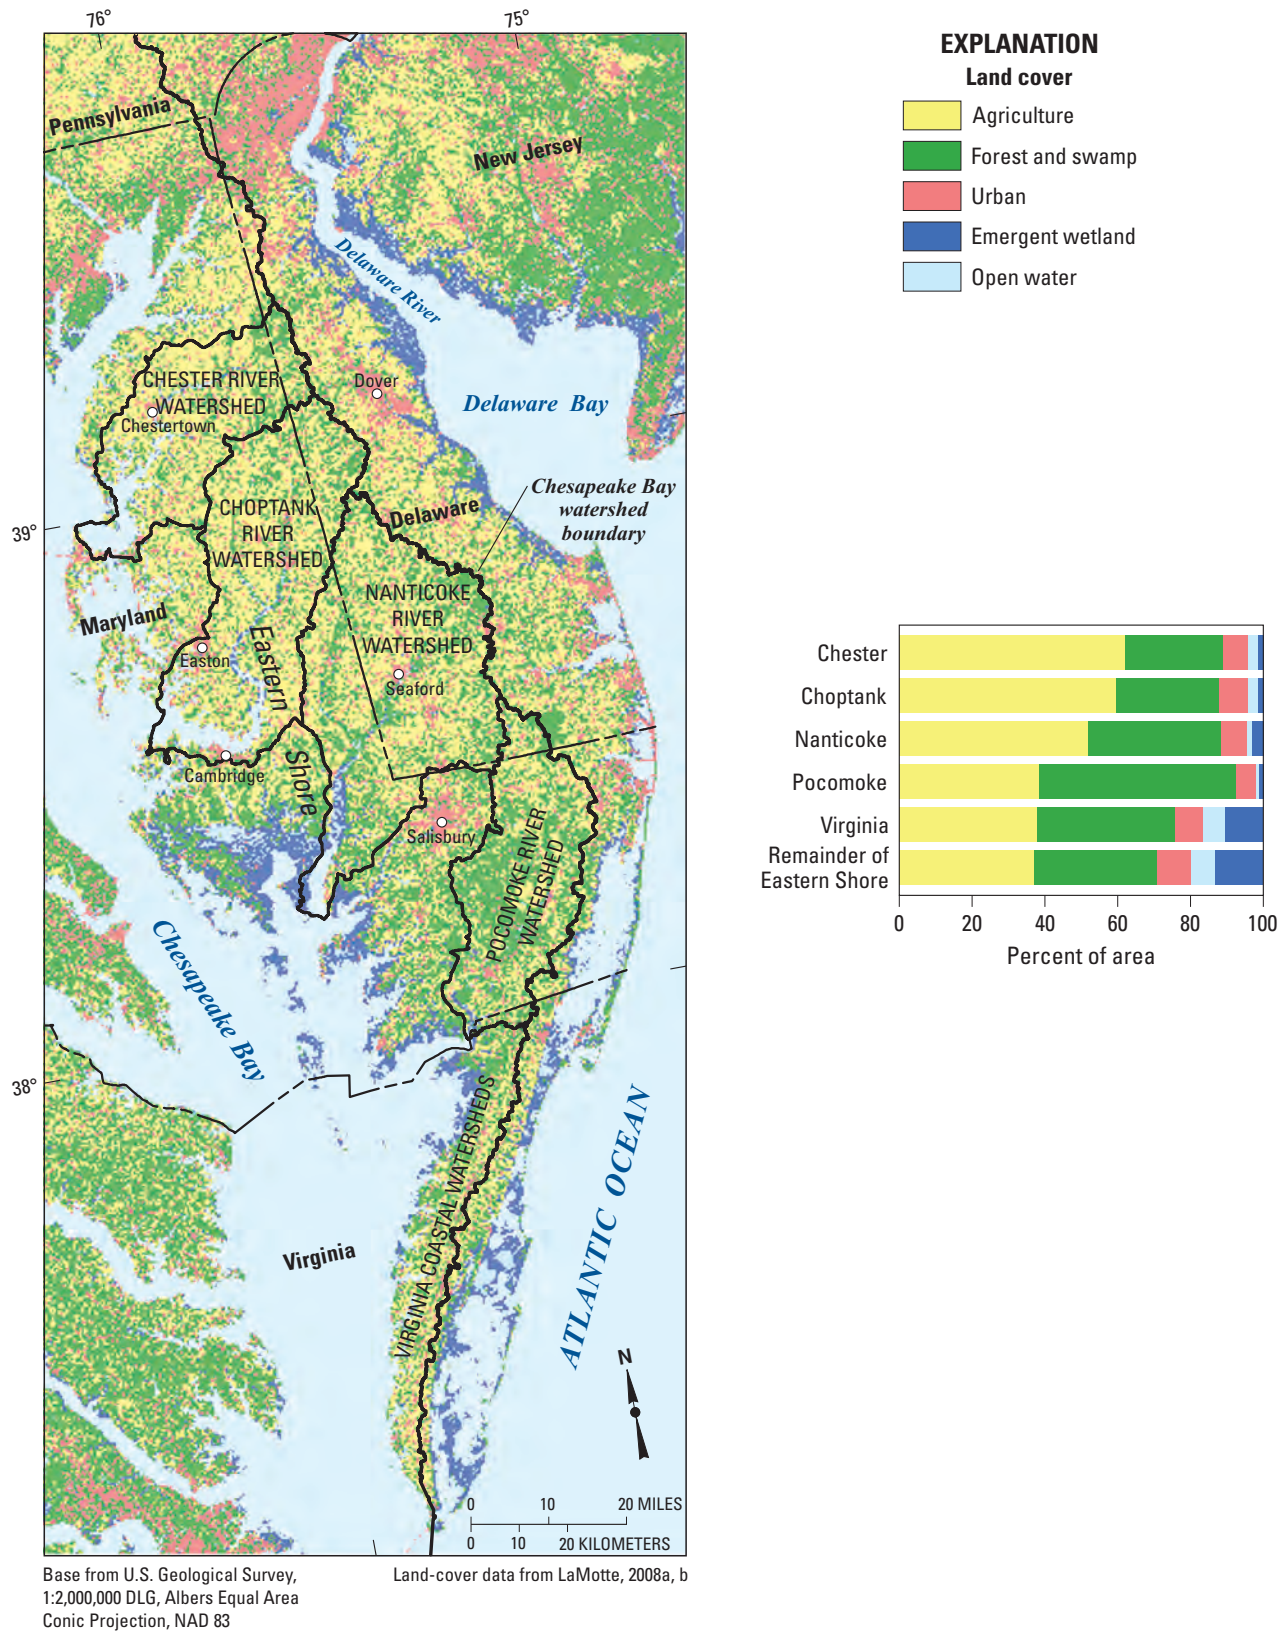 76°
75°
Pennsylvania
New Jersey
Delaware River
CHESTER RIVER
WATERSHED
Chestertown
Dover
Delaware Bay
Chesapeake Bay
watershed
boundary
39°
CHOPTANK
RIVER
WATERSHED
Delaware
NANTICOKE
RIVER
WATERSHED
Maryland
Easton
Eastern
Shore
Seaford
Cambridge
Salisbury
POCOMOKE RIVER
WATERSHED
Chesapeake Bay
38°
VIRGINIA COASTAL WATERSHEDS
Virginia
ATLANTIC OCEAN
N
0 10 20 MILES
0 10 20 KILOMETERS
Base from U.S. Geological Survey,
1:2,000,000 DLG, Albers Equal Area
Conic Projection, NAD 83
Land-cover data from LaMotte, 2008a, b
EXPLANATION
Land cover
Agriculture
Forest and swamp
Urban
Emergent wetland
Open water
Chester
Choptank
Nanticoke
Pocomoke
Virginia
Remainder of
Eastern Shore
0 20 40 60 80 100
Percent of area